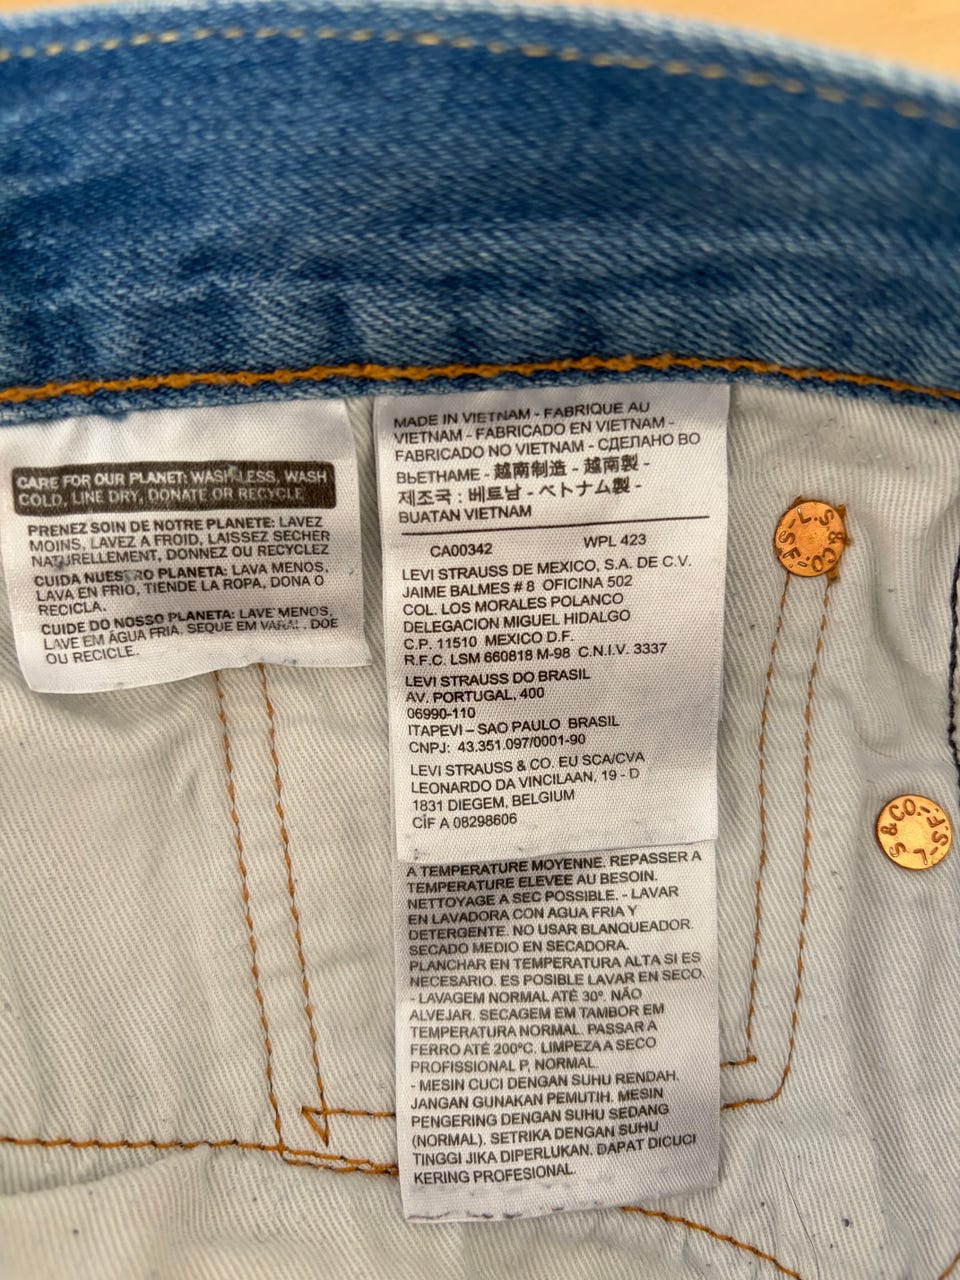 CARE FOR OUR PLANET: WASH LESS, WASH
COLD, LINE DRY, DONATE OR RECYCLE
PRENEZ SOIN DE NOTRE PLANETE: LAVEZ
MOINS, LAVEZ A FROID, LAISSEZ SECHER
NATURELLEMENT, DONNEZ OU RECYCLEZ
CUIDA NUESTRO PLANETA: LAVA MENOS,
LAVA EN FRIO, TIENDE LA ROPA, DONA O
RECICLA.
CUIDE DO NOSSO PLANETA: LAVE MENOS,
LAVE EM ÁGUA FRIA, SEQUE EM VARAL, DOE
OU RECICLE.
MADE IN VIETNAM - FABRIQUE AU
VIETNAM - FABRICADO EN VIETNAM -
FABRICADO NO VIETNAM - СДЕЛАНО ВО
ВЬЕТНАМЕ - 越南制造 - 越南製 -
제조국 : 베트남 - ベトナム製 -
BUATAN VIETNAM
CA00342 WPL 423
LEVI STRAUSS DE MEXICO, S.A. DE C.V.
JAIME BALMES # 8 OFICINA 502
COL. LOS MORALES POLANCO
DELEGACION MIGUEL HIDALGO
C.P. 11510 MEXICO D.F.
R.F.C. LSM 660818 M-98 C.N.I.V. 3337
LEVI STRAUSS DO BRASIL
AV. PORTUGAL, 400
06990-110
ITAPEVI – SAO PAULO BRASIL
CNPJ: 43.351.097/0001-90
LEVI STRAUSS & CO. EU SCA/CVA
LEONARDO DA VINCILAAN, 19 - D
1831 DIEGEM, BELGIUM
CIF A 08298606
A TEMPERATURE MOYENNE. REPASSER A
TEMPERATURE ELEVEE AU BESOIN.
NETTOYAGE A SEC POSSIBLE. - LAVAR
EN LAVADORA CON AGUA FRIA Y
DETERGENTE. NO USAR BLANQUEADOR.
SECADO MEDIO EN SECADORA.
PLANCHAR EN TEMPERATURA ALTA SI ES
NECESARIO. ES POSIBLE LAVAR EN SECO.
- LAVAGEM NORMAL ATÉ 30º. NÃO
ALVEJAR. SECAGEM EM TAMBOR EM
TEMPERATURA NORMAL. PASSAR A
FERRO ATÉ 200ºC. LIMPEZA A SECO
PROFISSIONAL P, NORMAL.
- MESIN CUCI DENGAN SUHU RENDAH.
JANGAN GUNAKAN PEMUTIH. MESIN
PENGERING DENGAN SUHU SEDANG
(NORMAL). SETRIKA DENGAN SUHU
TINGGI JIKA DIPERLUKAN. DAPAT DICUCI
KERING PROFESIONAL.
L.S. & CO.-S.F.-
L S & CO.-S.F.-